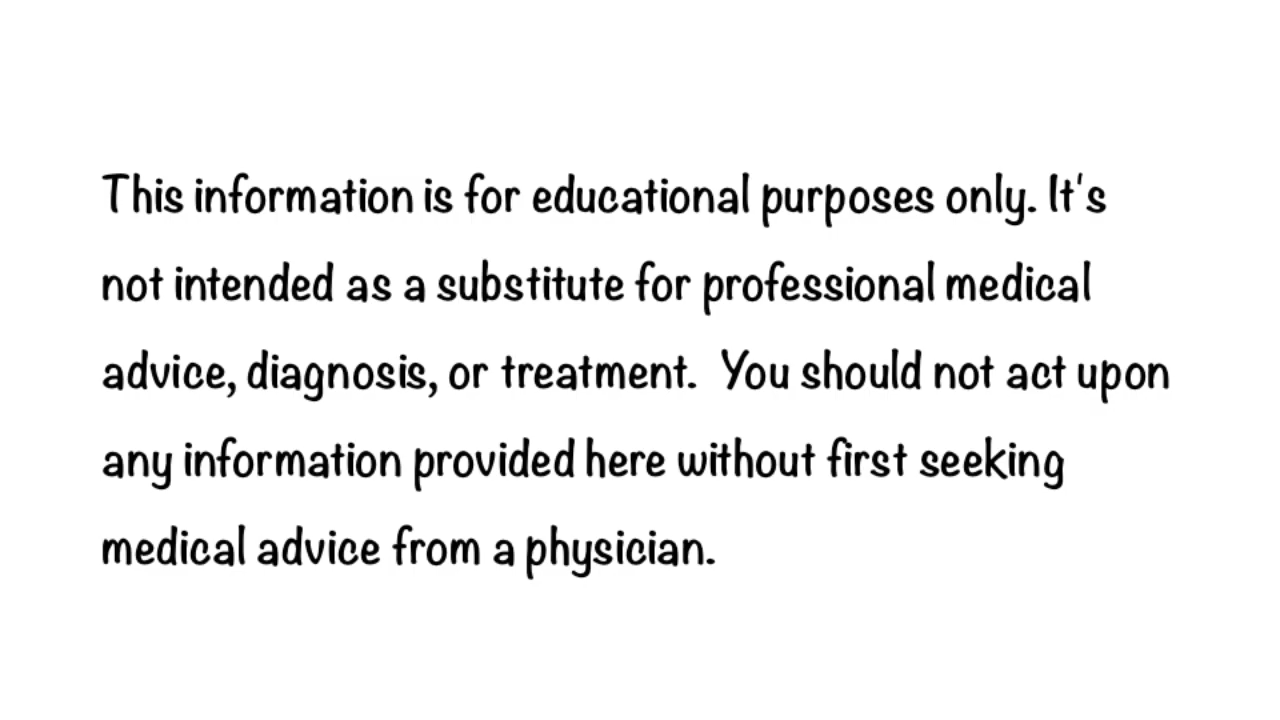 This information is for educational purposes only. It's
not intended as a substitute for professional medical
advice, diagnosis, or treatment.  You should not act upon
any information provided here without first seeking
medical advice from a physician.